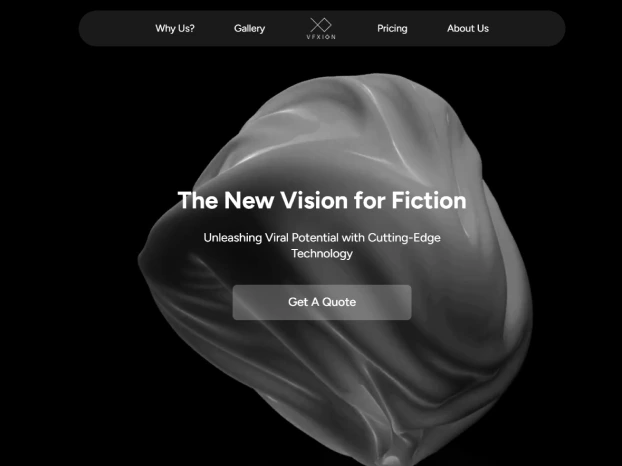 Why Us?
Gallery
VFXION
Pricing
About Us
The New Vision for Fiction
Unleashing Viral Potential with Cutting-Edge
Technology
Get A Quote